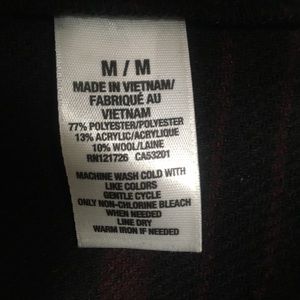 M / M
MADE IN VIETNAM/
FABRIQUÉ AU
VIETNAM
77% POLYESTER/POLYESTER
13% ACRYLIC/ACRYLIQUE
10% WOOL/LAINE
RN121726 CA53201
MACHINE WASH COLD WITH
LIKE COLORS
GENTLE CYCLE
ONLY NON-CHLORINE BLEACH
WHEN NEEDED
LINE DRY
WARM IRON IF NEEDED